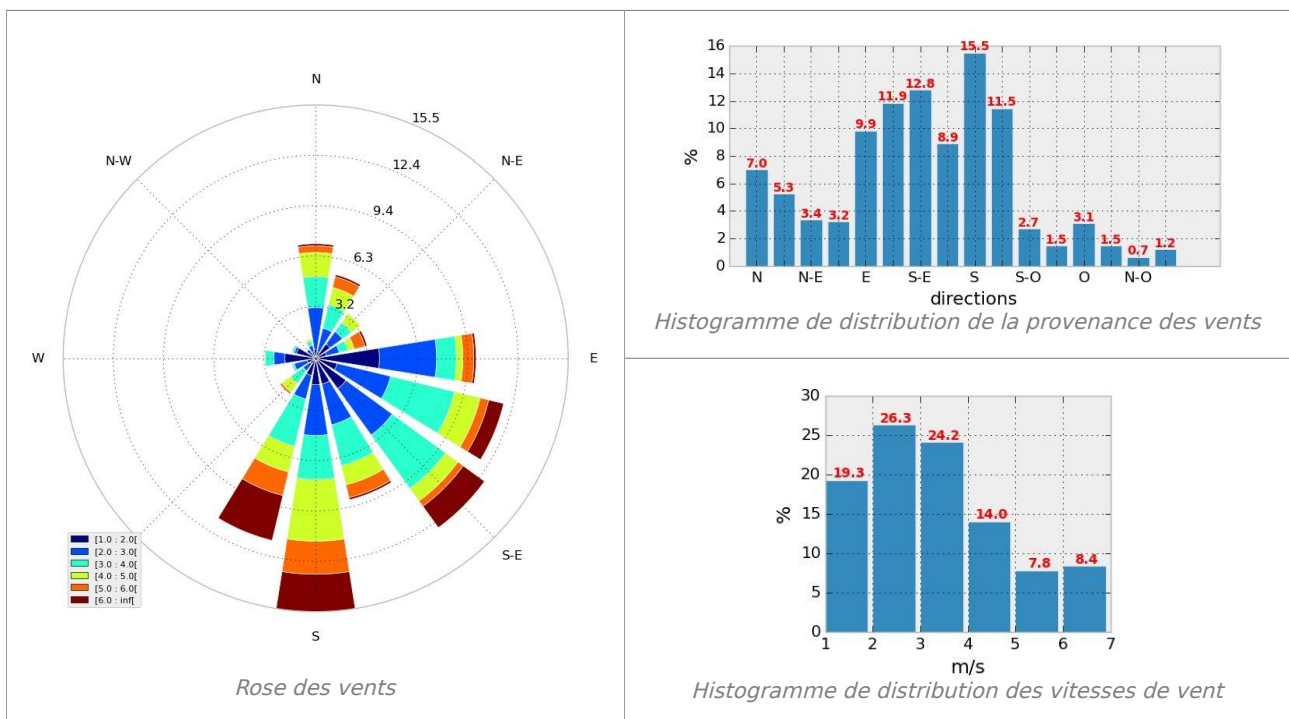 N
15.5
N-W
N-E
12.4
9.4
6.3
3.2
W
E
[1.0 : 2.0[
[2.0 : 3.0[
[3.0 : 4.0[
[4.0 : 5.0[
[5.0 : 6.0[
[6.0 : inf[
S-E
S
Rose des vents
16
14
12
10
8
6
4
2
0
%
7.0
5.3
3.4
3.2
9.9
11.9
12.8
8.9
15.5
11.5
2.7
1.5
3.1
1.5
0.7
1.2
N N-E E S-E S S-O O N-O
directions
Histogramme de distribution de la provenance des vents
30
25
20
15
10
5
0
%
19.3
26.3
24.2
14.0
7.8
8.4
1 2 3 4 5 6 7
m/s
Histogramme de distribution des vitesses de vent